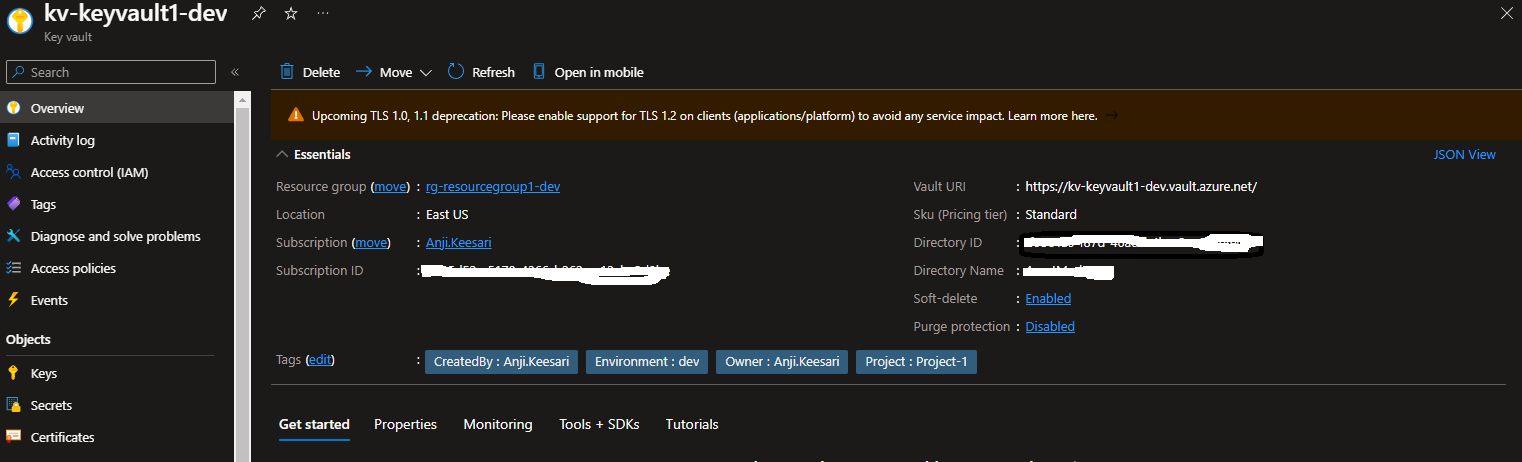 kv-keyvault1-dev
Key vault
Search
Overview
Activity log
Access control (IAM)
Tags
Diagnose and solve problems
Access policies
Events
Objects
Keys
Secrets
Certificates
Delete
Move
Refresh
Open in mobile
Upcoming TLS 1.0, 1.1 deprecation: Please enable support for TLS 1.2 on clients (applications/platform) to avoid any service impact. Learn more here.
Essentials
JSON View
Resource group (move) : rg-resourcegroup1-dev
Location : East US
Subscription (move) : Anji.Keesari
Subscription ID :
Vault URI : https://kv-keyvault1-dev.vault.azure.net/
Sku (Pricing tier) : Standard
Directory ID :
Directory Name :
Soft-delete : Enabled
Purge protection : Disabled
Tags (edit) : CreatedBy : Anji.Keesari Environment : dev Owner : Anji.Keesari Project : Project-1
Get started Properties Monitoring Tools + SDKs Tutorials